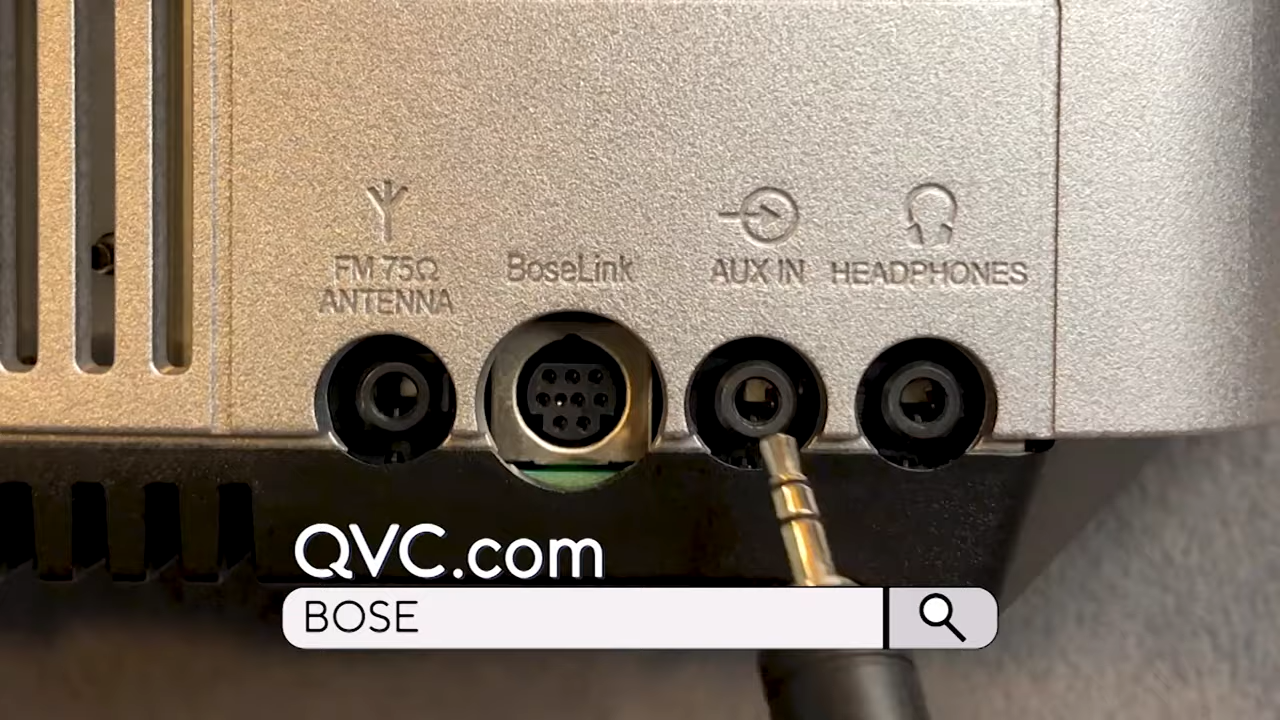 FM 75Ω
ANTENNA
BoseLink
AUX IN
HEADPHONES
QVC.com
BOSE